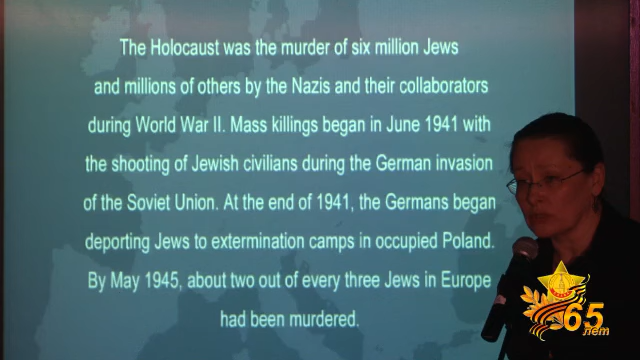 The Holocaust was the murder of six million Jews
and millions of others by the Nazis and their collaborators
during World War II. Mass killings began in June 1941 with
the shooting of Jewish civilians during the German invasion
of the Soviet Union. At the end of 1941, the Germans began
deporting Jews to extermination camps in occupied Poland.
By May 1945, about two out of every three Jews in Europe
had been murdered.
65
лет